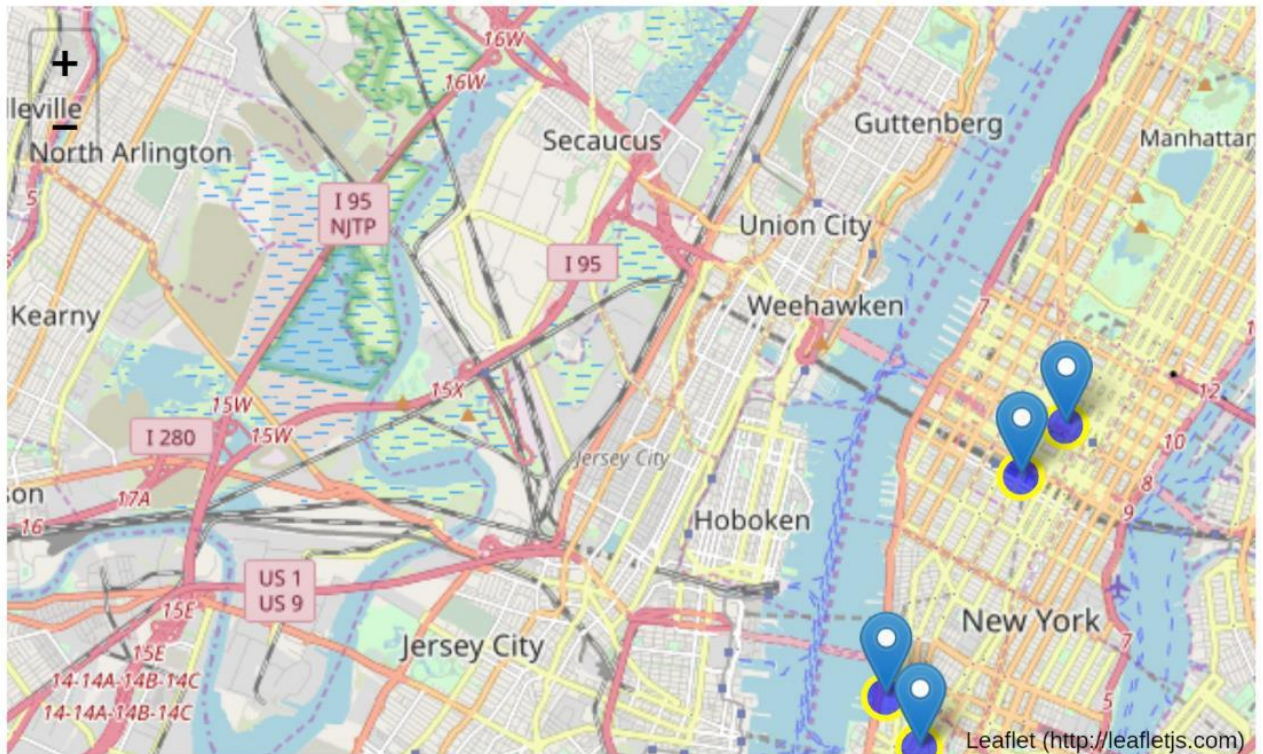 16W
+
16W
lleville
Guttenberg
−
Secaucus
Manhattan
North Arlington
5
I 95
NJTP
Union City
I 95
Kearny
Weehawken
7
15X
12
15W
I 280
15W
10
Jersey City
son
17A
8
16
Hoboken
9
US 1
US 9
15E
New York
Jersey City
7
15E
14-14A-14B-14C
5
14-14A-14B-14C
Leaflet (http://leafletjs.com)